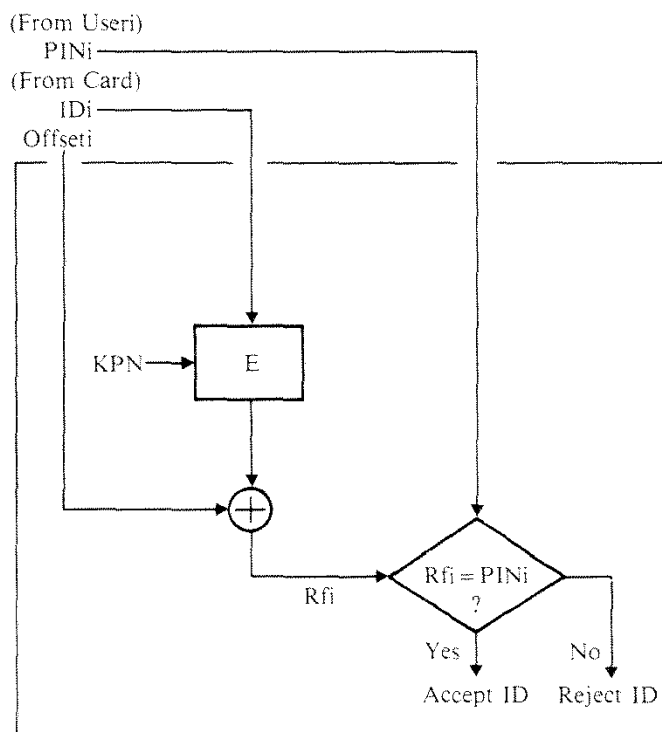 (From Useri)
PINi
(From Card)
IDi
Offseti
KPN
E
Rfi
Rfi = PINi
?
Yes
No
Accept ID
Reject ID